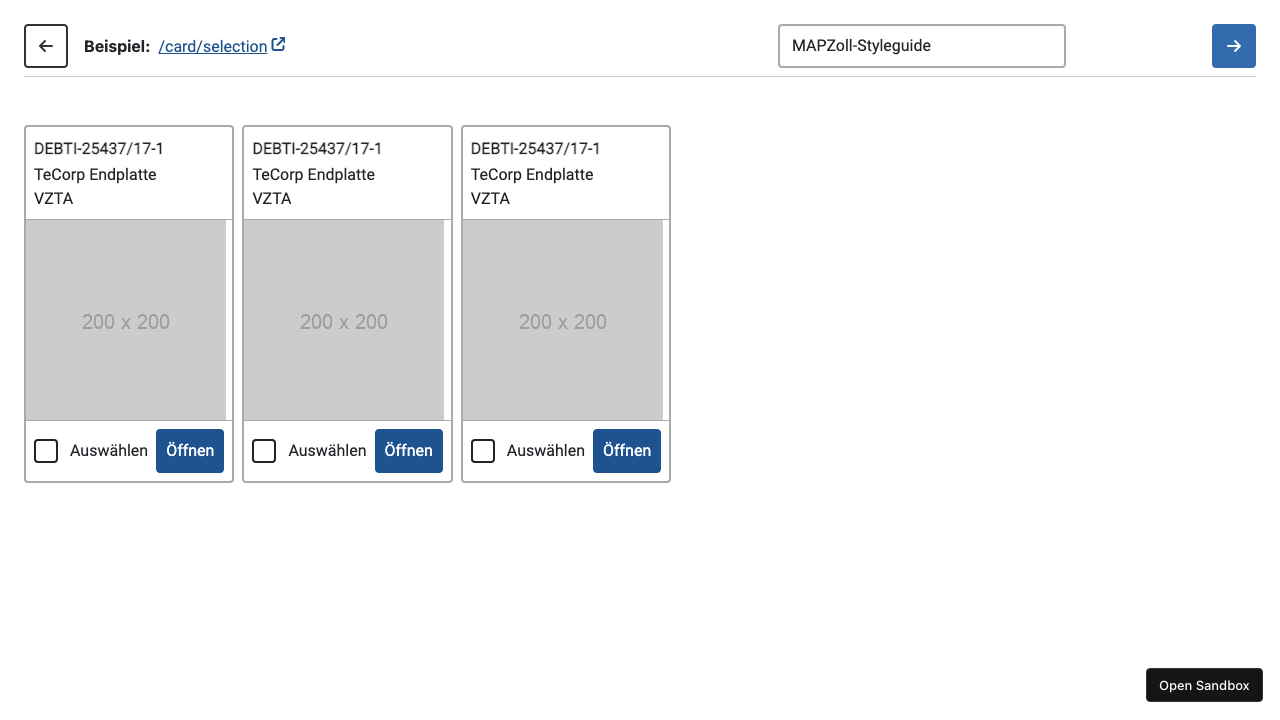 Beispiel: /card/selection
MAPZoll-Styleguide
DEBTI-25437/17-1
TeCorp Endplatte
VZTA
200 x 200
Auswählen Öffnen
DEBTI-25437/17-1
TeCorp Endplatte
VZTA
200 x 200
Auswählen Öffnen
DEBTI-25437/17-1
TeCorp Endplatte
VZTA
200 x 200
Auswählen Öffnen
Open Sandbox